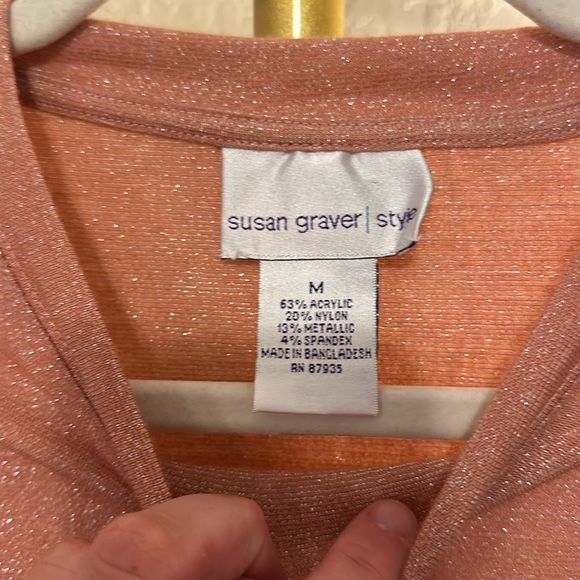 susan graver | style
M
63% ACRYLIC
20% NYLON
13% METALLIC
4% SPANDEX
MADE IN BANGLADESH
RN 87935